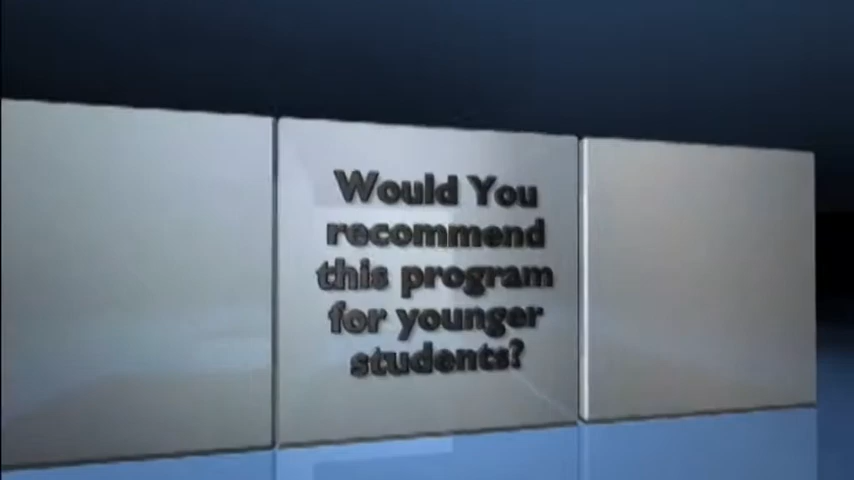 Would You
recommend
this program
for younger
students?